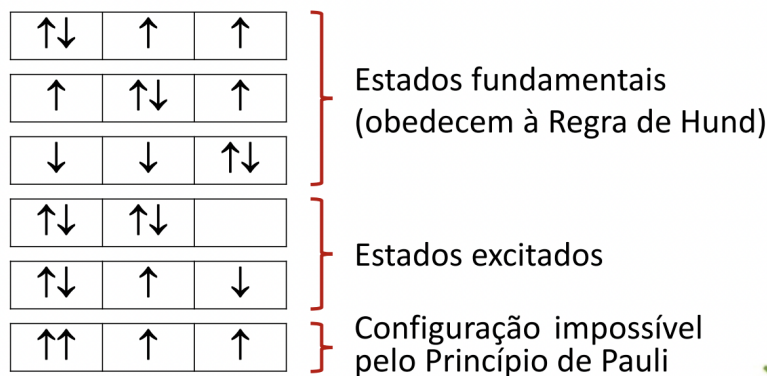 ↑↓ ↑ ↑
↑ ↑↓ ↑
↓ ↓ ↑↓
Estados fundamentais
(obedecem à Regra de Hund)
↑↓ ↑↓
↑↓ ↑ ↓
Estados excitados
↑↑ ↑ ↑
Configuração impossível
pelo Princípio de Pauli